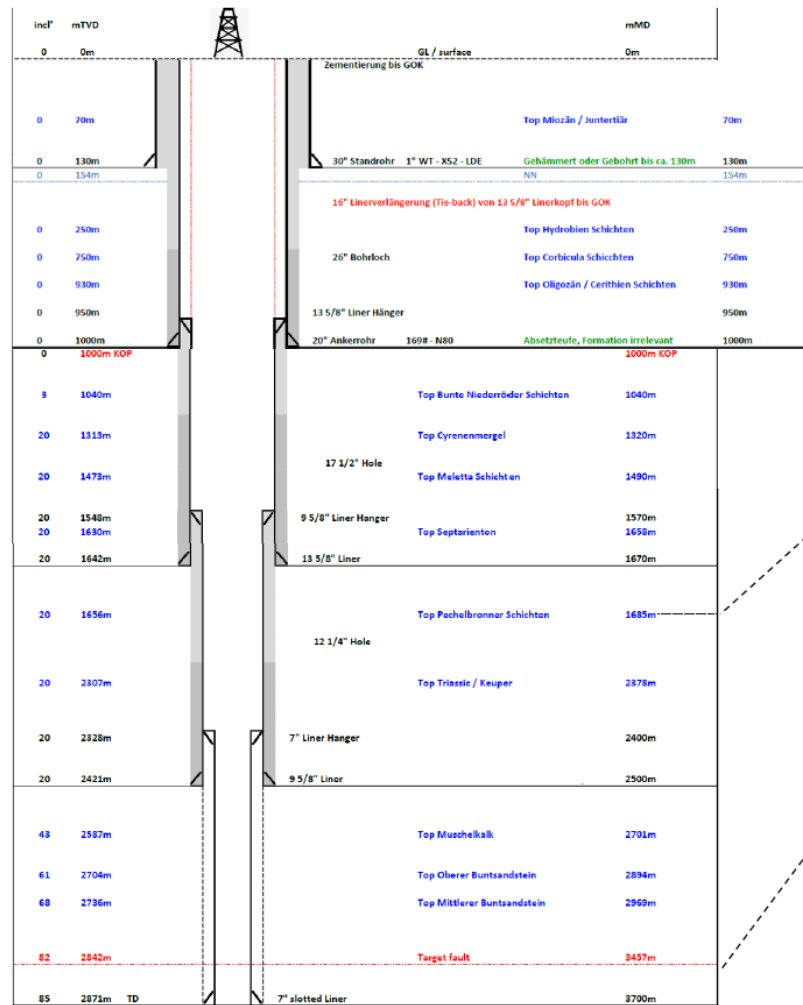 incl° mTVD mMD
0 0m GL / surface 0m
Zementierung bis GOK
0 70m Top Miozän / Juntertiär 70m
0 130m 30" Standrohr 1" WT - X52 - LDE Gehämmert oder Gebohrt bis ca. 130m 130m
0 154m NN 154m
16" Linerverlängerung (Tie-back) von 13 5/8" Linerkopf bis GOK
0 250m Top Hydrobien Schichten 250m
0 750m 26" Bohrloch Top Corbicula Schicchten 750m
0 930m Top Oligozän / Cerithien Schichten 930m
0 950m 13 5/8" Liner Hänger 950m
0 1000m 20" Ankerrohr 169# - N80 Absetzteufe, Formation irrelevant 1000m
0 1000m KOP 1000m KOP
3 1040m Top Bunte Niederröder Schichten 1040m
20 1313m Top Cyrenenmergel 1320m
17 1/2" Hole
20 1473m Top Meletta Schichten 1490m
20 1548m 9 5/8" Liner Hanger 1570m
20 1630m Top Septarienton 1658m
20 1642m 13 5/8" Liner 1670m
20 1656m Top Pechelbronner Schichten 1685m
12 1/4" Hole
20 2307m Top Triassic / Keuper 2378m
20 2328m 7" Liner Hanger 2400m
20 2421m 9 5/8" Liner 2500m
43 2587m Top Muschelkalk 2701m
61 2704m Top Oberer Buntsandstein 2894m
68 2736m Top Mittlerer Buntsandstein 2969m
82 2842m Target fault 3457m
85 2871m TD 7" slotted Liner 3700m